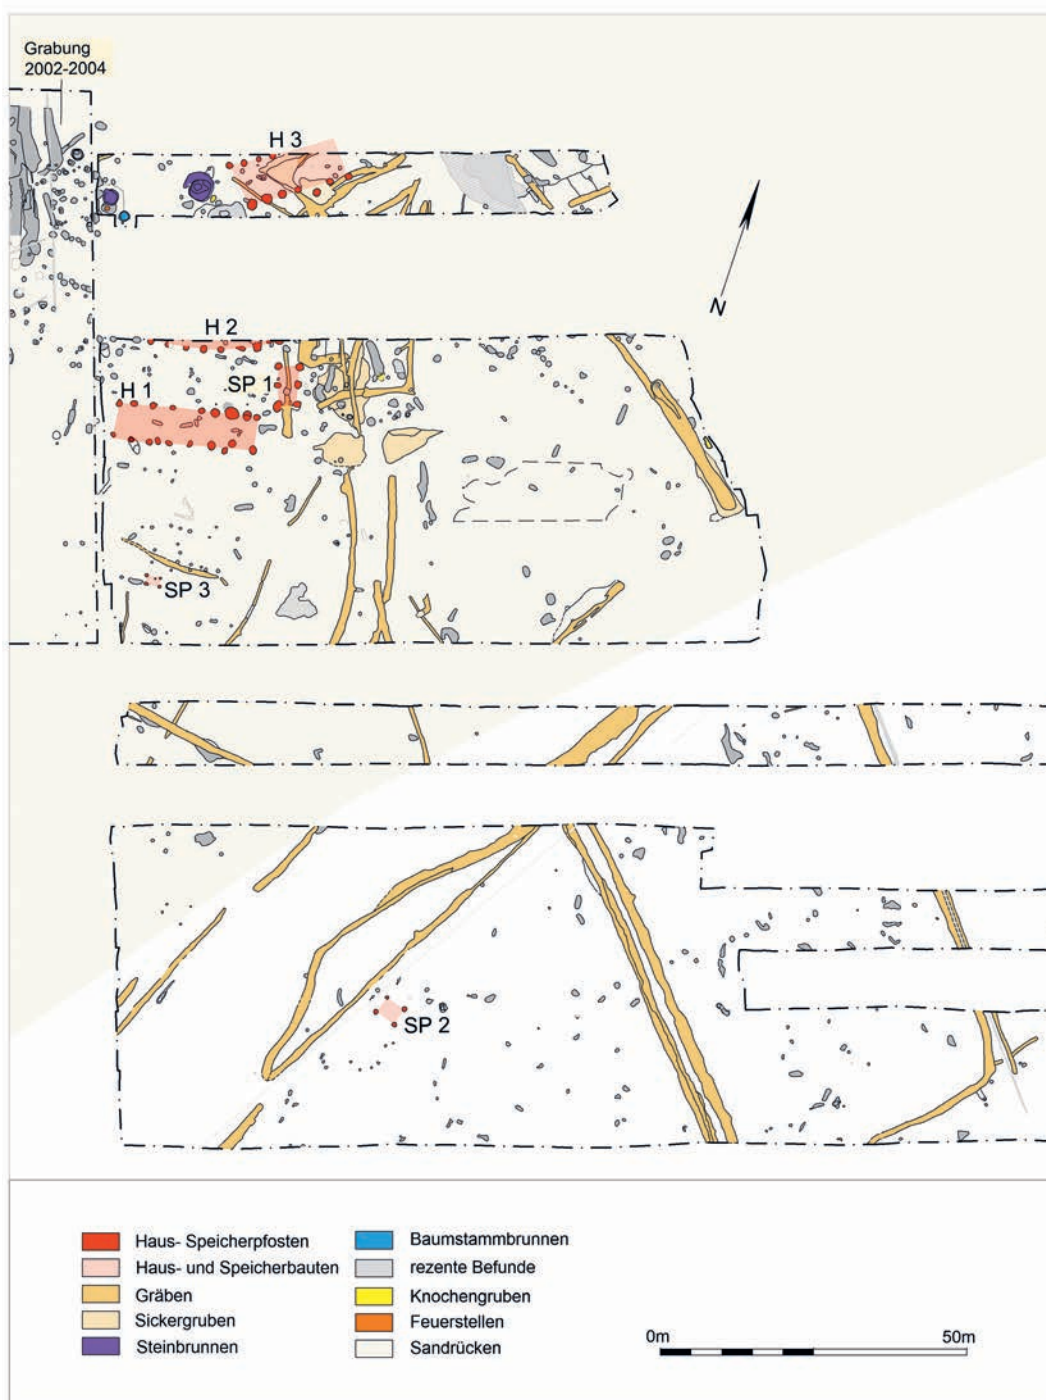 Grabung
2002-2004
H 3
N
H 2
SP 1
H 1
SP 3
SP 2
Haus- Speicherpfosten
Haus- und Speicherbauten
Gräben
Sickergruben
Steinbrunnen
Baumstammbrunnen
rezente Befunde
Knochengruben
Feuerstellen
Sandrücken
0m 50m